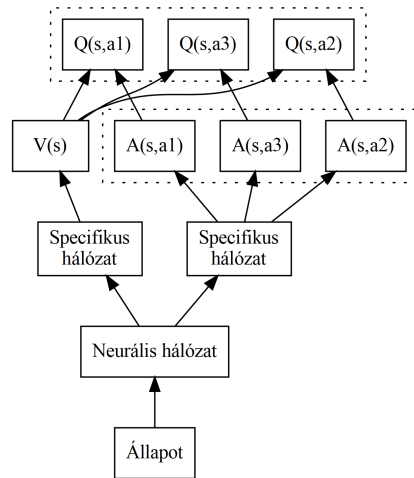 Q(s,a1)
Q(s,a3)
Q(s,a2)
V(s)
A(s,a1)
A(s,a3)
A(s,a2)
Specifikus
hálózat
Specifikus
hálózat
Neurális hálózat
Állapot